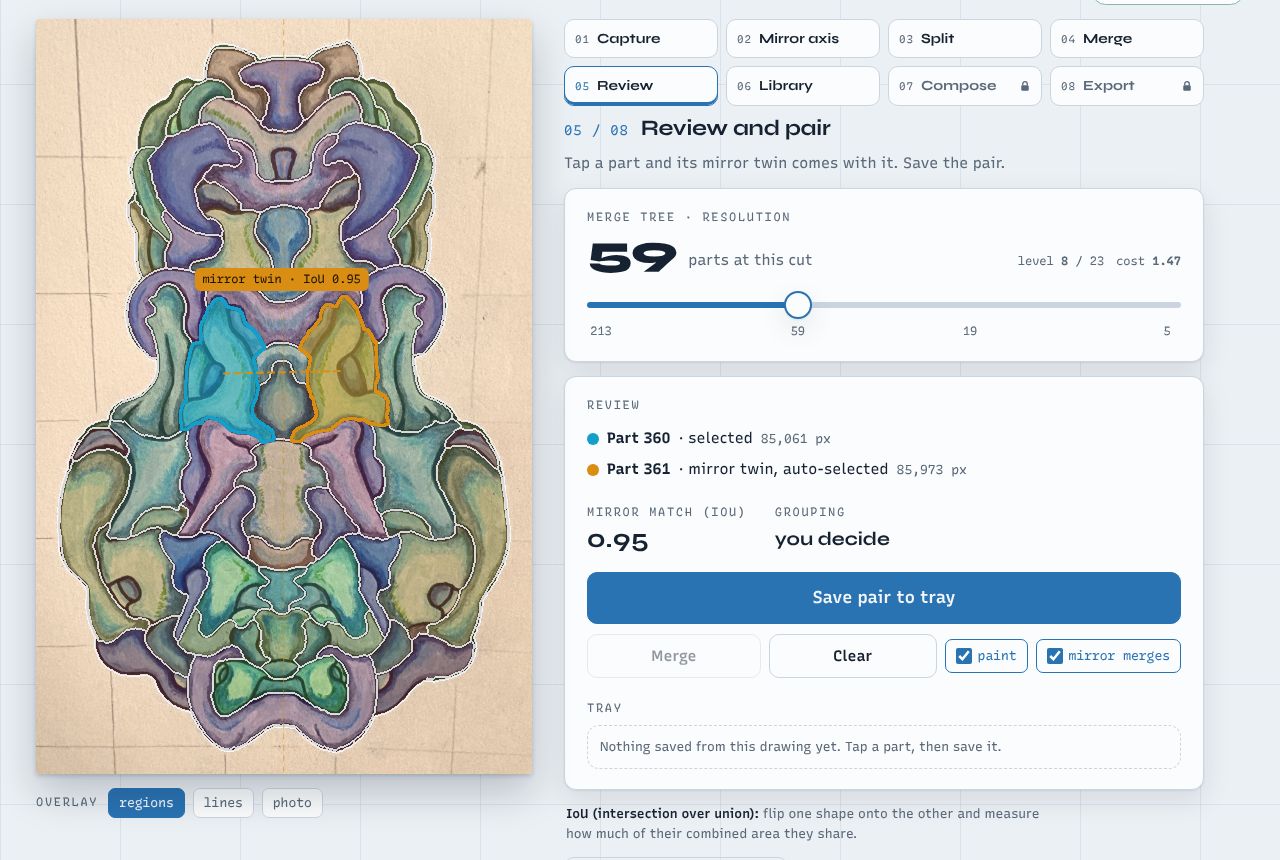 01 Capture
02 Mirror axis
03 Split
04 Merge
05 Review
06 Library
07 Compose
08 Export
05 / 08 Review and pair
Tap a part and its mirror twin comes with it. Save the pair.
MERGE TREE · RESOLUTION
59 parts at this cut
level 8 / 23 cost 1.47
213 59 19 5
mirror twin · IoU 0.95
REVIEW
Part 360 · selected 85,061 px
Part 361 · mirror twin, auto-selected 85,973 px
MIRROR MATCH (IOU) GROUPING
0.95 you decide
Save pair to tray
Merge Clear paint mirror merges
TRAY
Nothing saved from this drawing yet. Tap a part, then save it.
OVERLAY regions lines photo
IoU (intersection over union): flip one shape onto the other and measure
how much of their combined area they share.